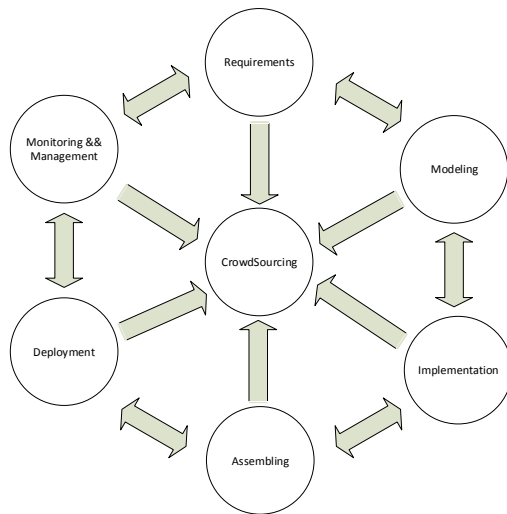 Requirements
Monitoring &&
Management
Modeling
CrowdSourcing
Deployment
Implementation
Assembling